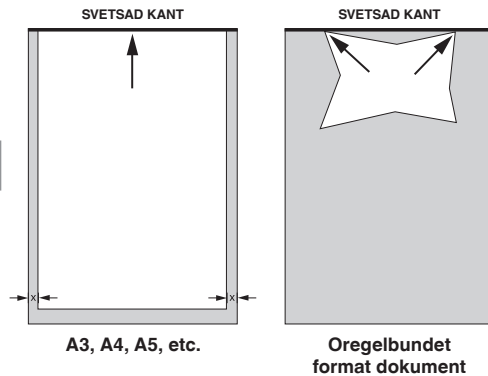 SVETSAD KANT
x
x
A3, A4, A5, etc.
SVETSAD KANT
Oregelbundet
format dokument